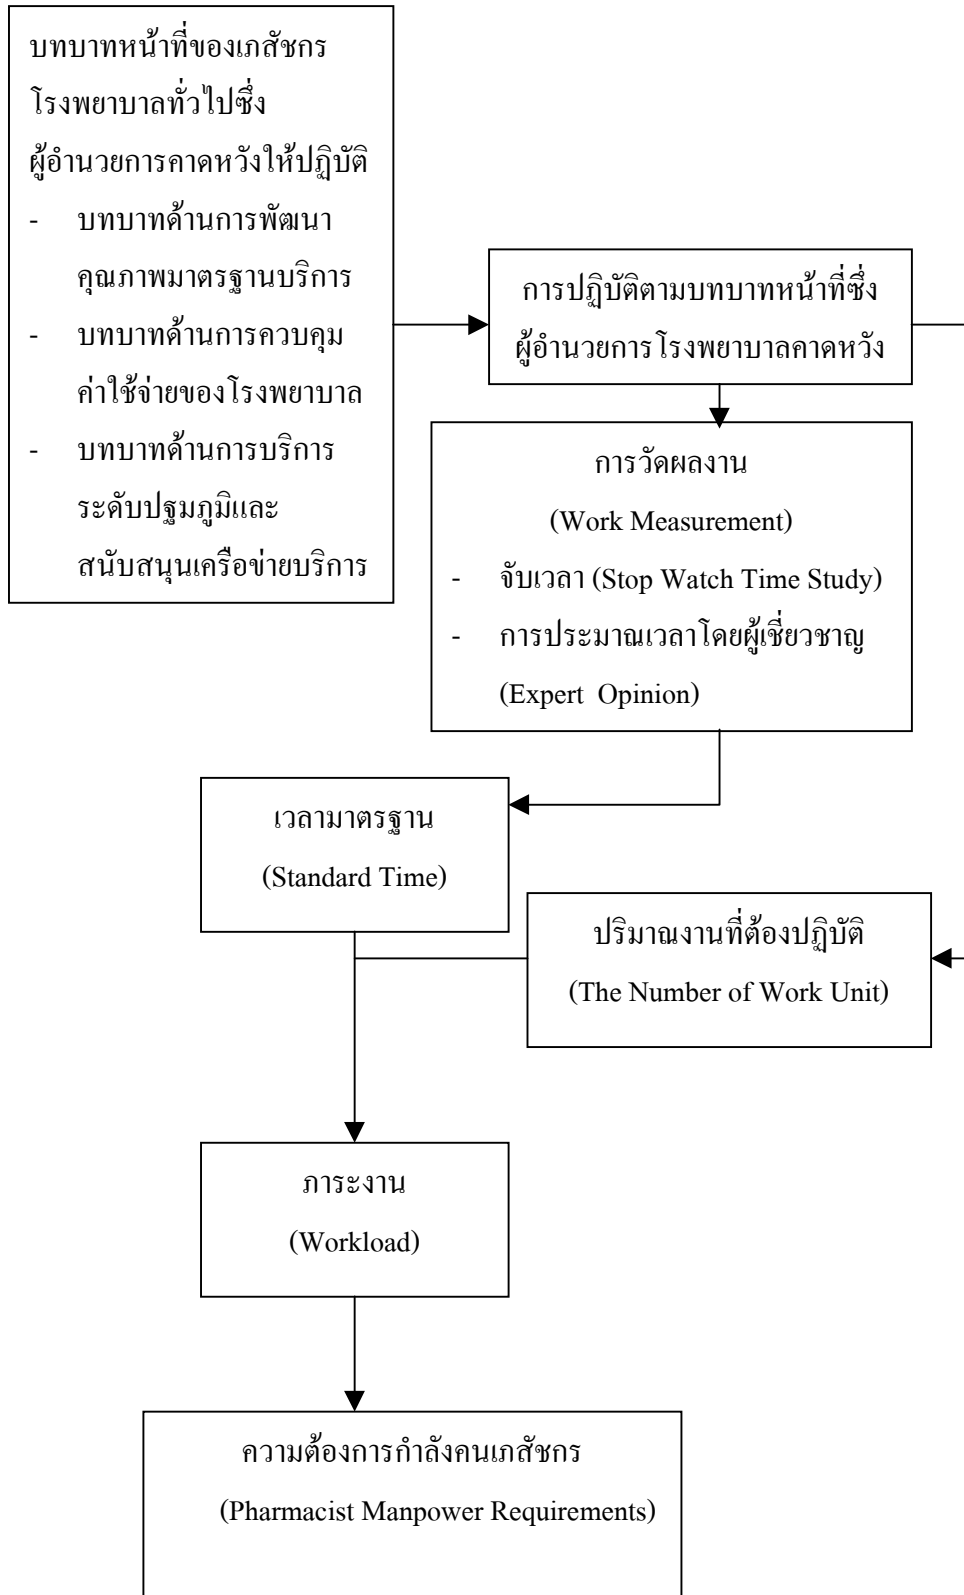 บทบาทหน้าที่ของเภสัชกร
โรงพยาบาลทั่วไปซึ่ง
ผู้อำนวยการคาดหวังให้ปฏิบัติ
- บทบาทด้านการพัฒนา
คุณภาพมาตรฐานบริการ
- บทบาทด้านการควบคุม
ค่าใช้จ่ายของโรงพยาบาล
- บทบาทด้านการบริการ
ระดับปฐมภูมิและ
สนับสนุนเครือข่ายบริการ
การปฏิบัติตามบทบาทหน้าที่ซึ่ง
ผู้อำนวยการโรงพยาบาลคาดหวัง
การวัดผลงาน
(Work Measurement)
- จับเวลา (Stop Watch Time Study)
- การประมาณเวลาโดยผู้เชี่ยวชาญ
(Expert Opinion)
เวลามาตรฐาน
(Standard Time)
ปริมาณงานที่ต้องปฏิบัติ
(The Number of Work Unit)
ภาระงาน
(Workload)
ความต้องการกำลังคนเภสัชกร
(Pharmacist Manpower Requirements)